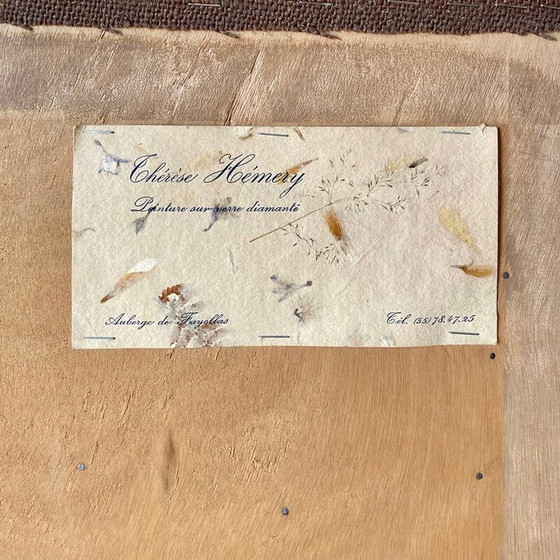 Thérèse Hémery
Peinture sur verre diamanté
Auberge de Fayollas
Tél. (55) 78.47.25